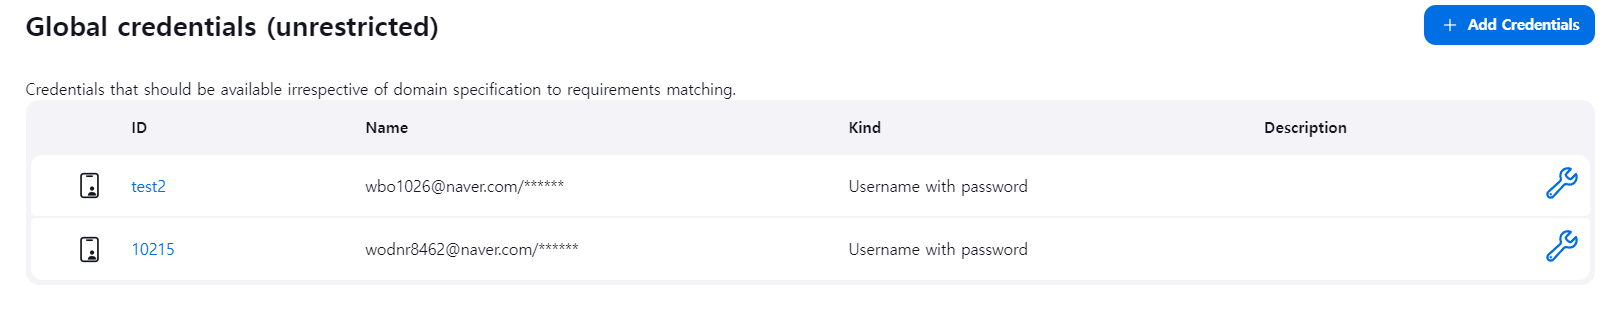 Global credentials (unrestricted)
+ Add Credentials
Credentials that should be available irrespective of domain specification to requirements matching.
ID Name Kind Description
test2 wbo1026@naver.com/****** Username with password
10215 wodnr8462@naver.com/****** Username with password